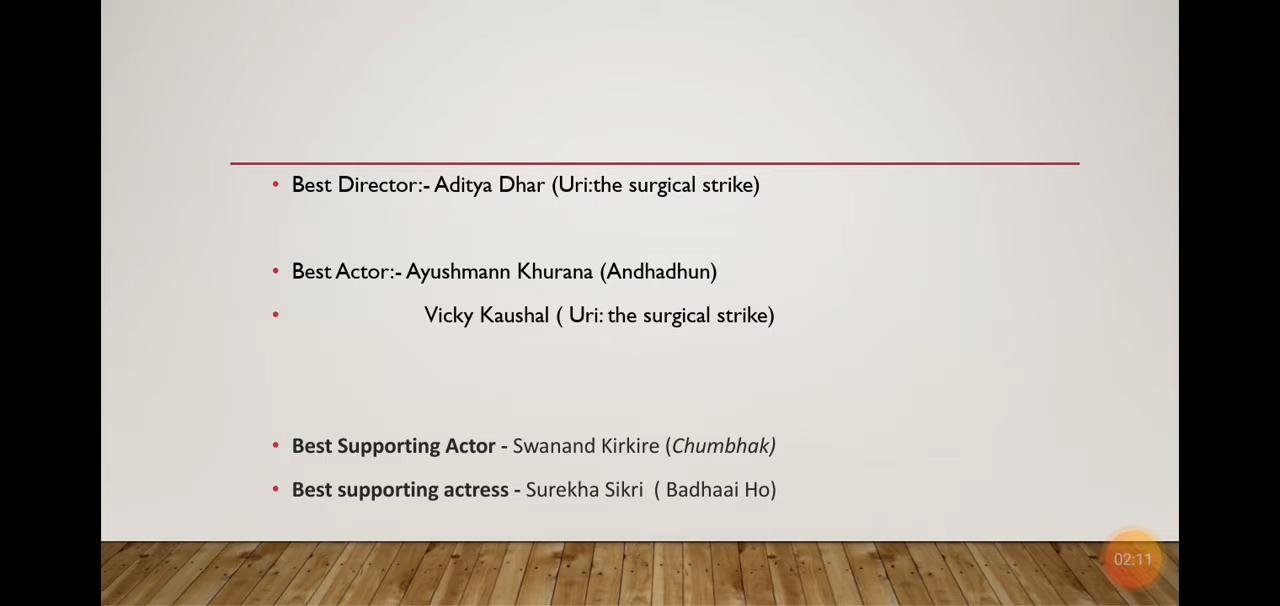 • Best Director:- Aditya Dhar (Uri:the surgical strike)
• Best Actor:- Ayushmann Khurana (Andhadhun)
• Vicky Kaushal ( Uri: the surgical strike)
• Best Supporting Actor - Swanand Kirkire (Chumbhak)
• Best supporting actress - Surekha Sikri ( Badhaai Ho)
02:11